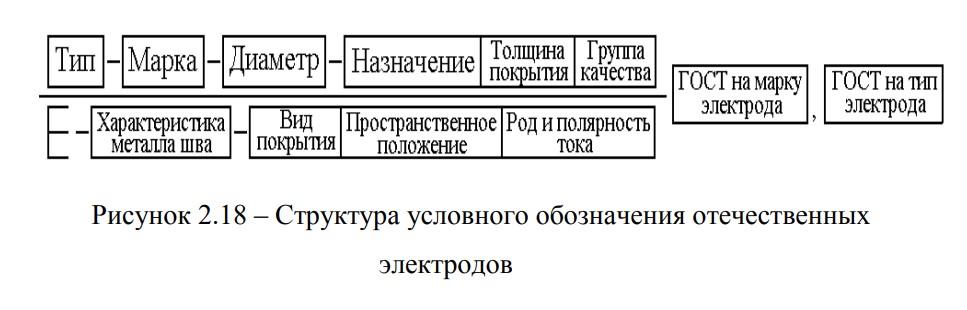 Тип – Марка – Диаметр – Назначение Толщина покрытия Группа качества
Е – Характеристика металла шва – Вид покрытия Пространственное положение Род и полярность тока
ГОСТ на марку электрода , ГОСТ на тип электрода
Рисунок 2.18 – Структура условного обозначения отечественных
электродов